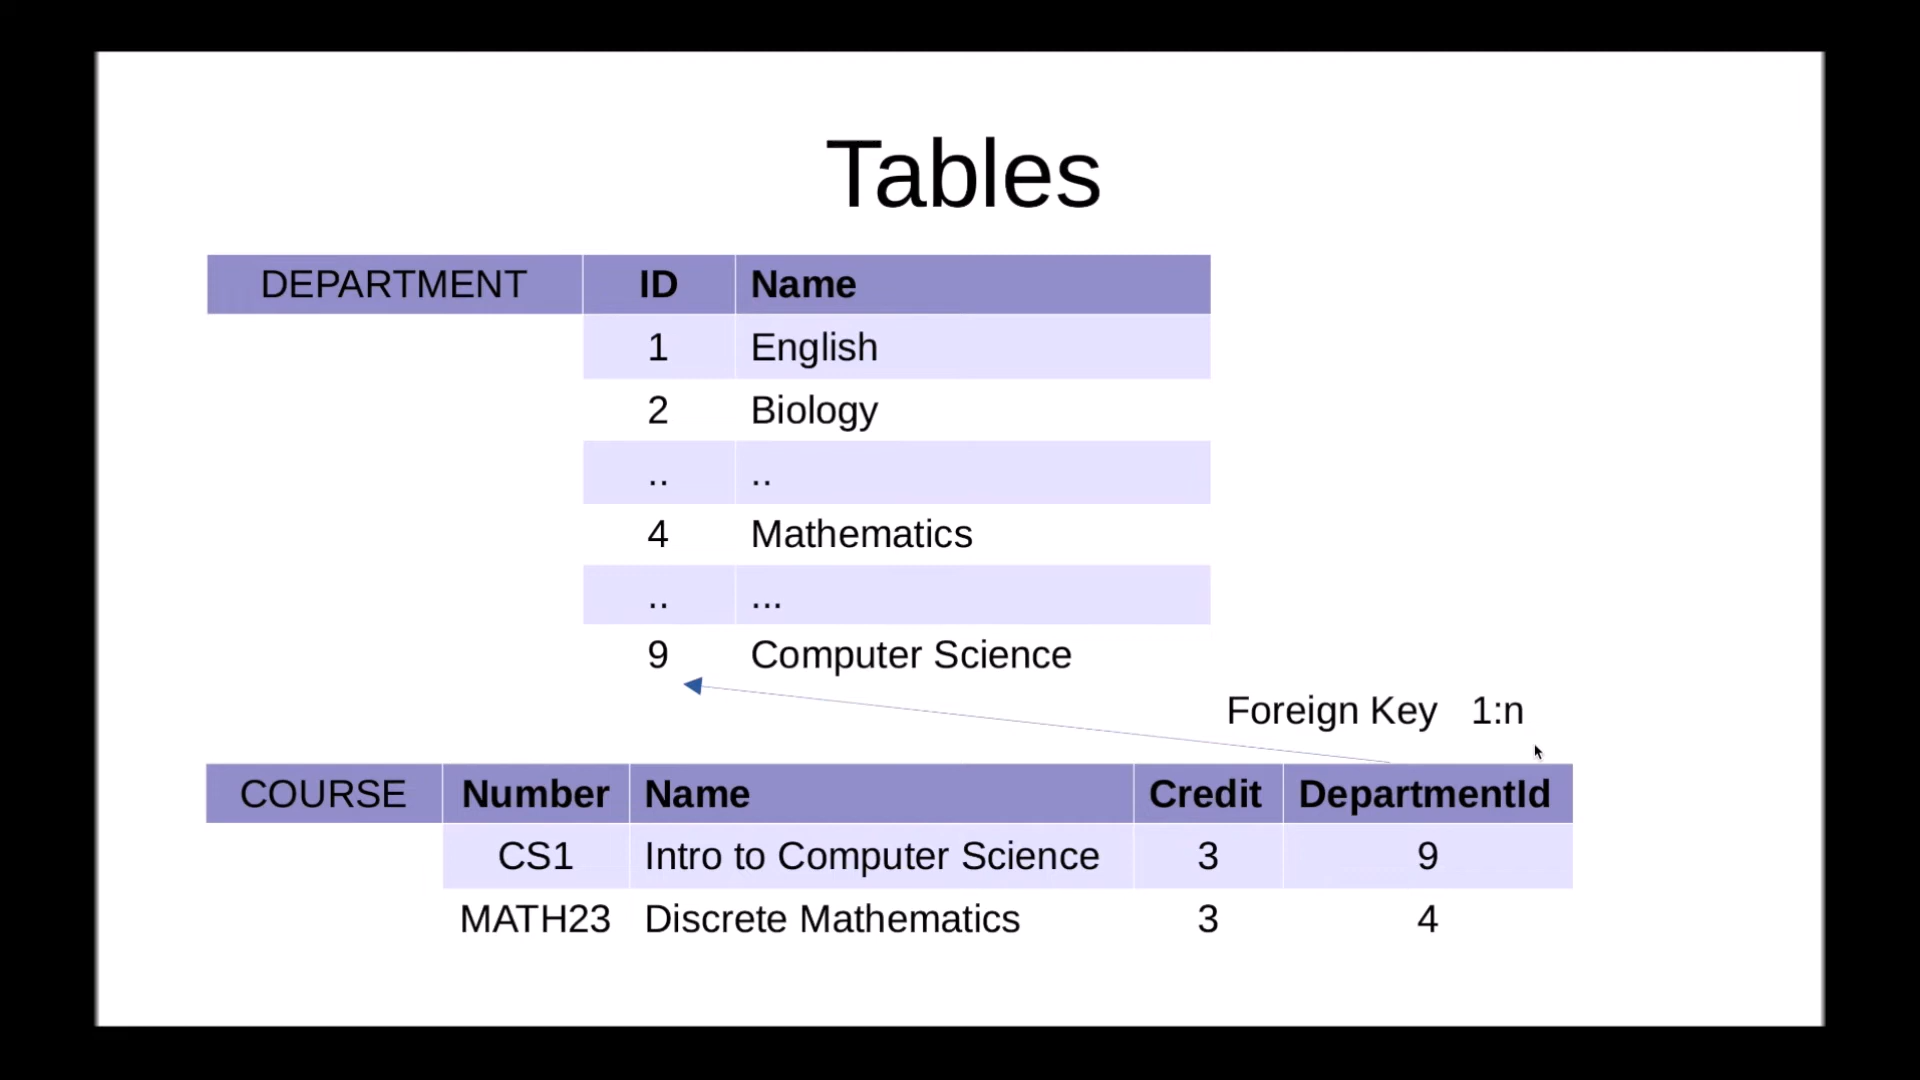 Tables
DEPARTMENT ID Name
1 English
2 Biology
.. ..
4 Mathematics
.. ...
9 Computer Science
Foreign Key 1:n
COURSE Number Name Credit DepartmentId
CS1 Intro to Computer Science 3 9
MATH23 Discrete Mathematics 3 4